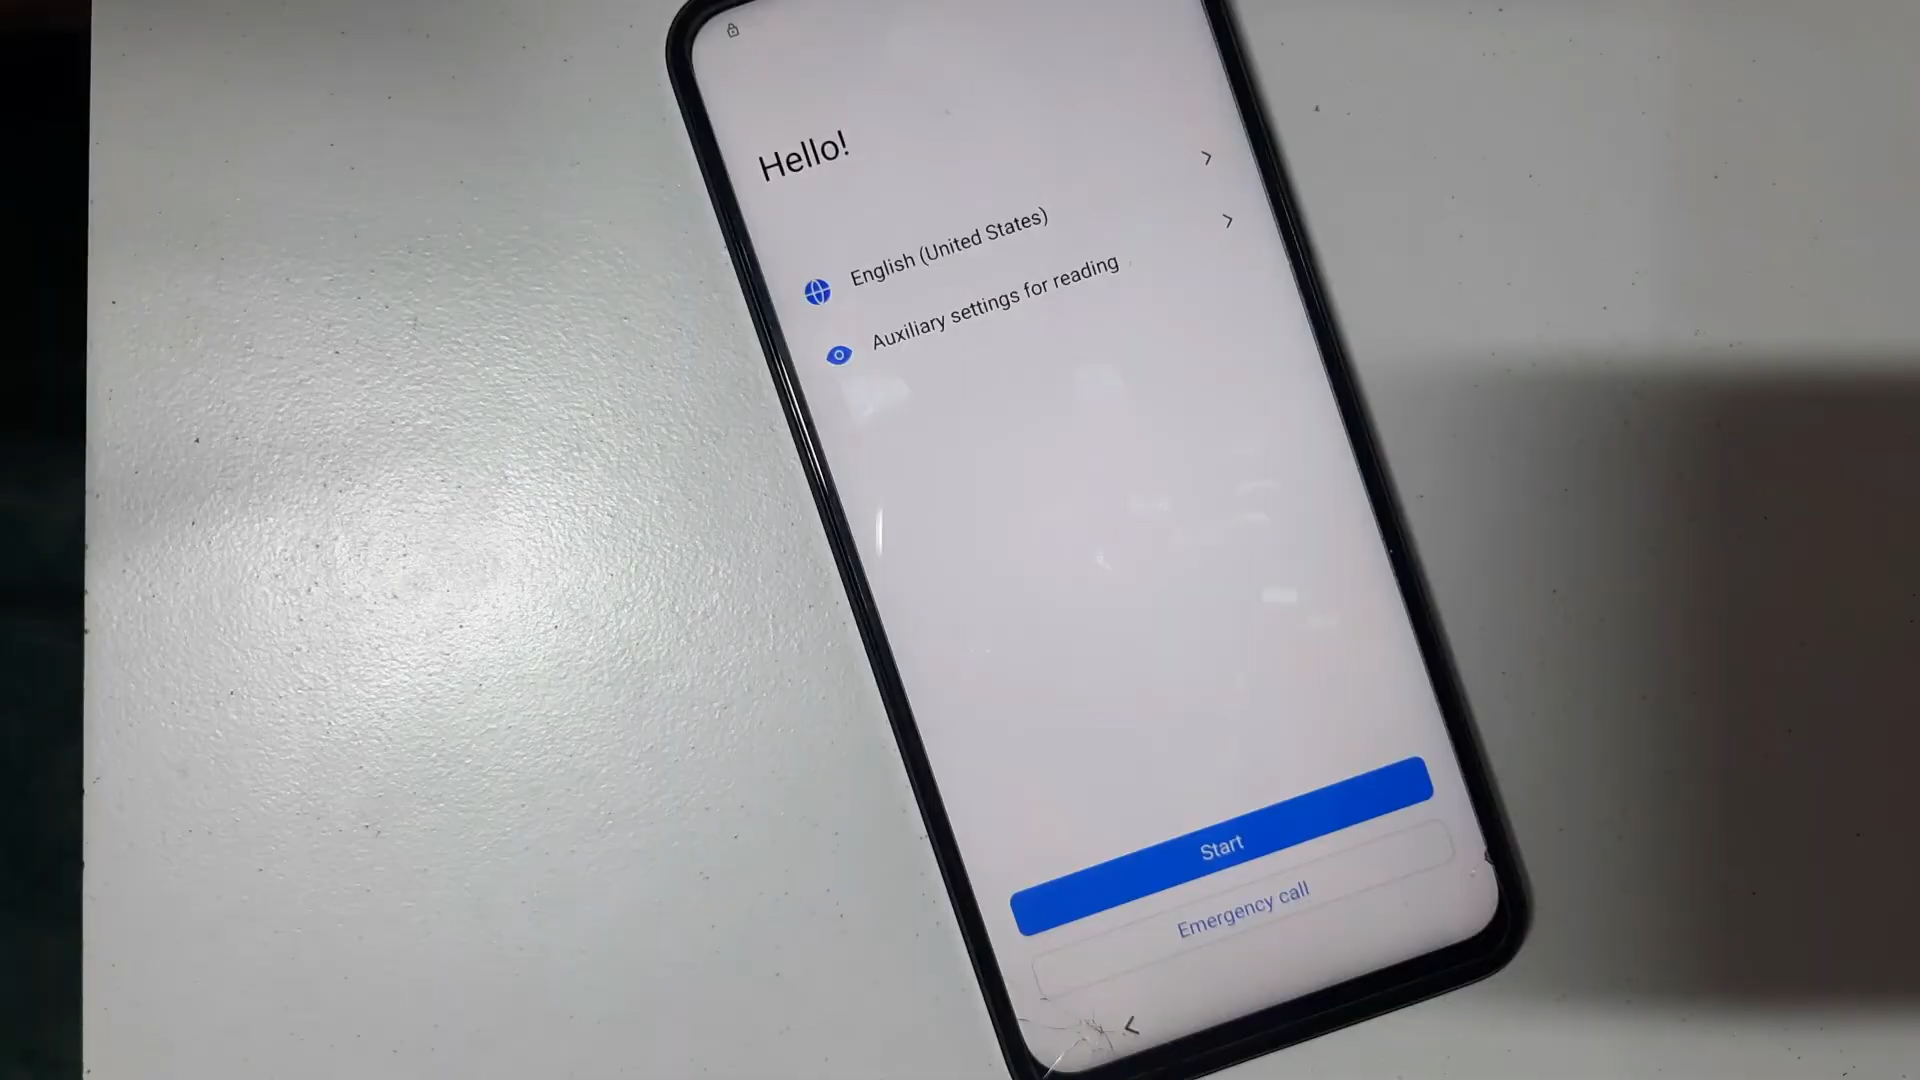 Hello!
English (United States)
Auxiliary settings for reading
Start
Emergency call